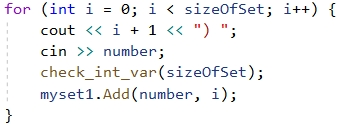 for (int i = 0; i < sizeOfSet; i++) {
    cout << i + 1 << ") ";
    cin >> number;
    check_int_var(sizeOfSet);
    myset1.Add(number, i);
}